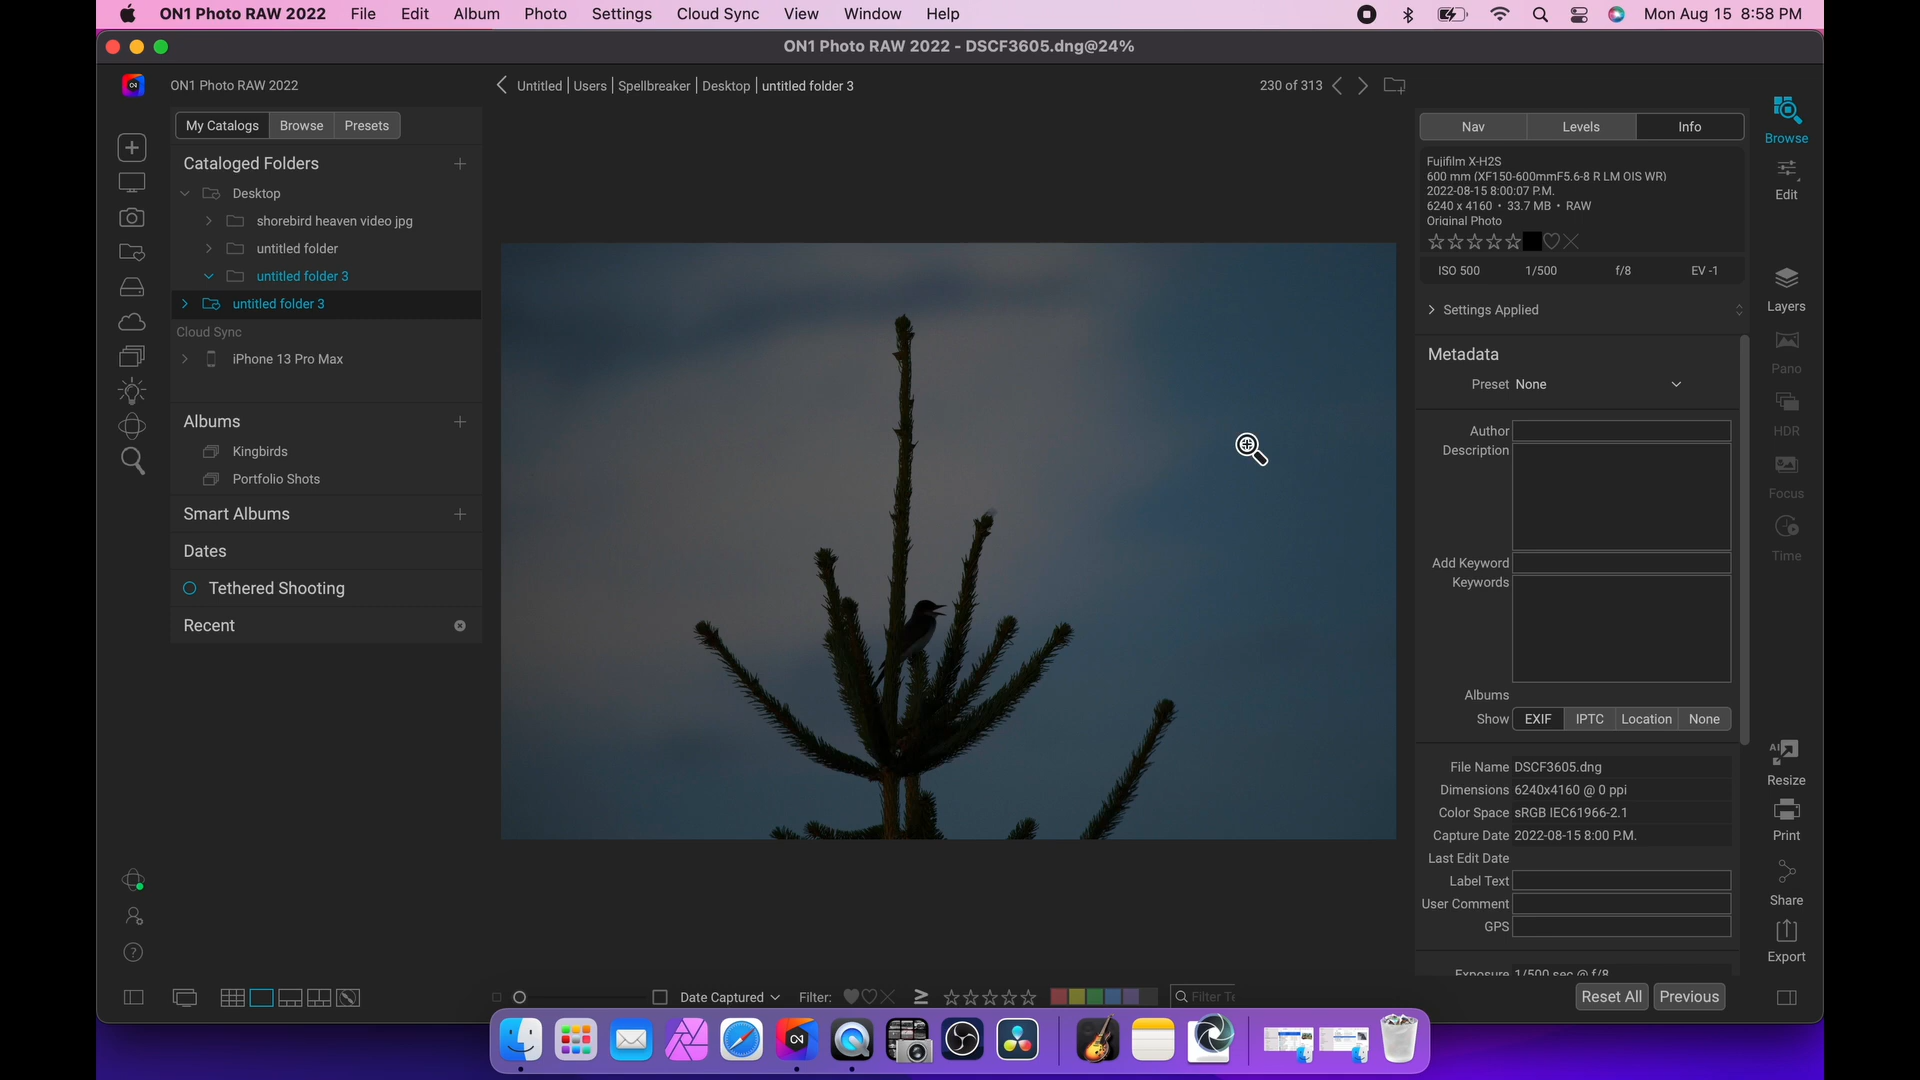 ON1 Photo RAW 2022 File Edit Album Photo Settings Cloud Sync View Window Help Mon Aug 15 8:58 PM
ON1 Photo RAW 2022 - DSCF3605.dng@24%
ON1 Photo RAW 2022
Untitled | Users | Spellbreaker | Desktop | untitled folder 3
230 of 313
My Catalogs Browse Presets
Cataloged Folders
Desktop
shorebird heaven video jpg
untitled folder
untitled folder 3
untitled folder 3
Cloud Sync
iPhone 13 Pro Max
Albums
Kingbirds
Portfolio Shots
Smart Albums
Dates
Tethered Shooting
Recent
Nav Levels Info
Fujifilm X-H2S
600 mm (XF150-600mmF5.6-8 R LM OIS WR)
2022-08-15 8:00:07 P.M.
6240 x 4160 • 33.7 MB • RAW
Original Photo
ISO 500 1/500 f/8 EV -1
Settings Applied
Metadata
Preset None
Author
Description
Add Keyword
Keywords
Albums
Show EXIF IPTC Location None
File Name DSCF3605.dng
Dimensions 6240x4160 @ 0 ppi
Color Space sRGB IEC61966-2.1
Capture Date 2022-08-15 8:00 P.M.
Last Edit Date
Label Text
User Comment
GPS
Exposure 1/500 sec @ f/8
Reset All Previous
Browse
Edit
Layers
Pano
HDR
Focus
Time
AI
Resize
Print
Share
Export
Date Captured Filter: Filter Te